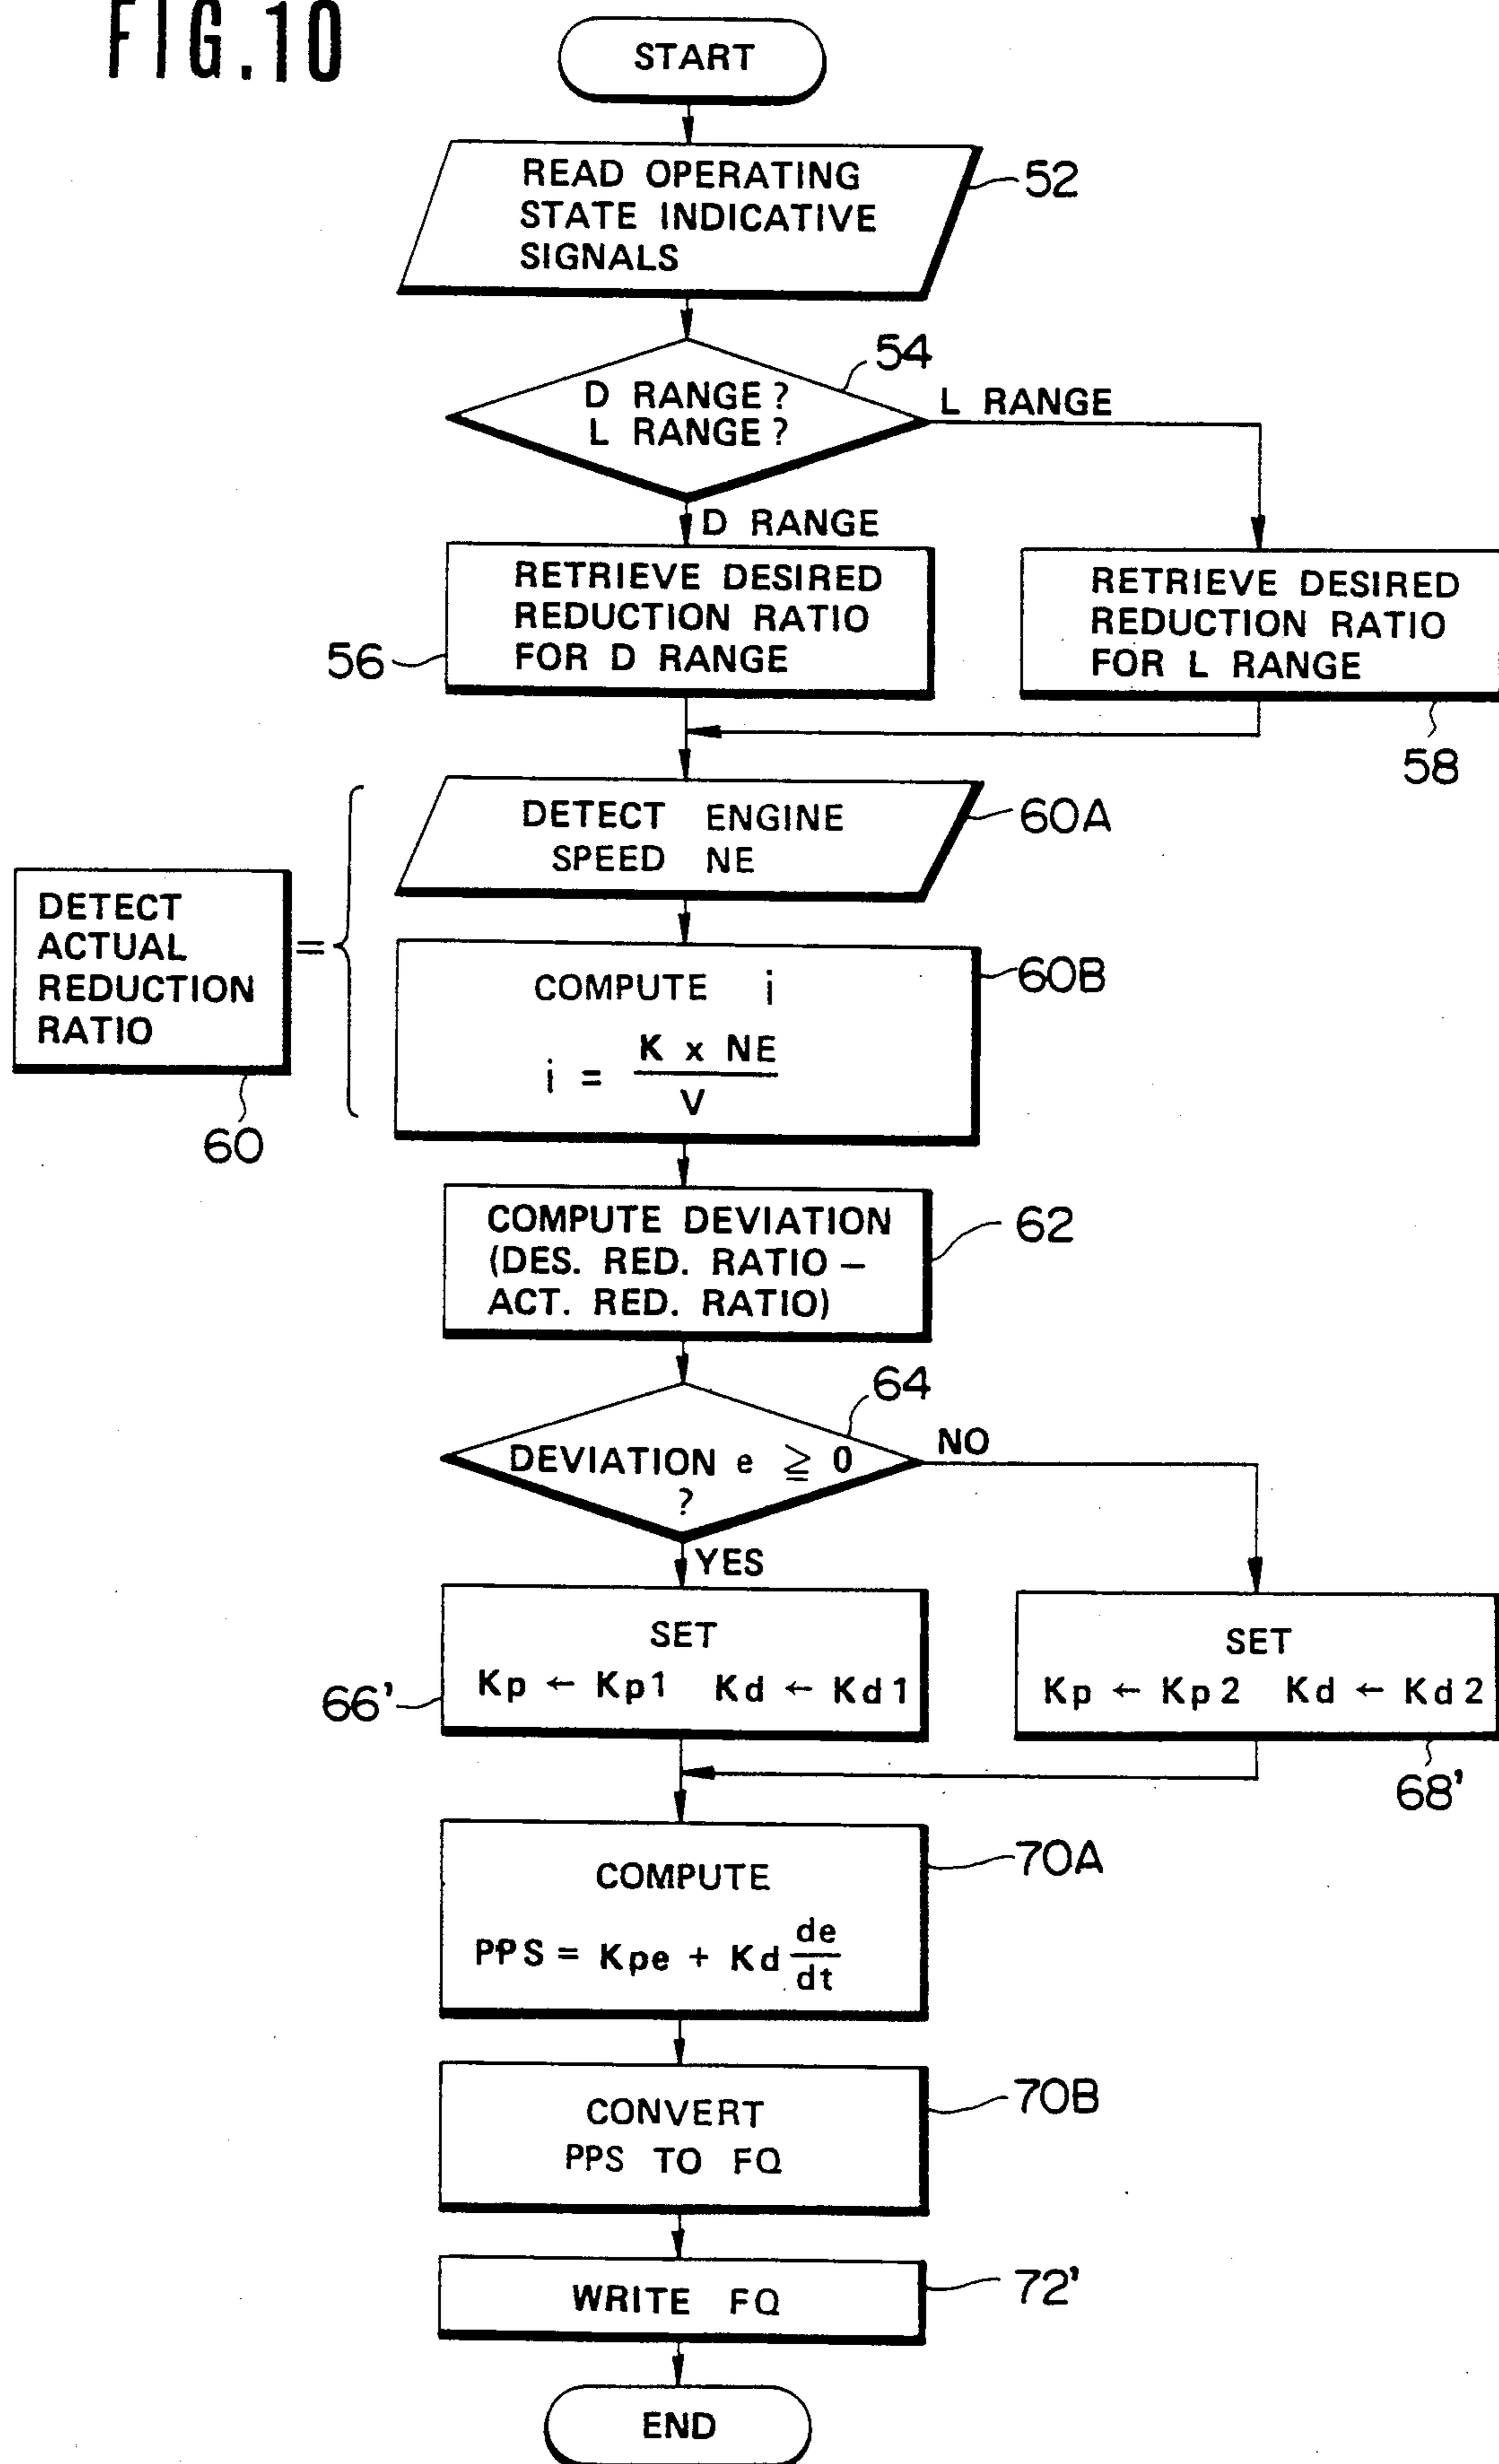 FIG.10
START
READ OPERATING
STATE INDICATIVE
SIGNALS
52
54
D RANGE?
L RANGE?
L RANGE
D RANGE
RETRIEVE DESIRED
REDUCTION RATIO
FOR D RANGE
56
RETRIEVE DESIRED
REDUCTION RATIO
FOR L RANGE
58
DETECT ENGINE
SPEED NE
60A
DETECT
ACTUAL
REDUCTION
RATIO
=
60
COMPUTE i
i = K x NE
V
60B
COMPUTE DEVIATION
(DES. RED. RATIO –
ACT. RED. RATIO)
62
64
DEVIATION e ≧ 0
?
NO
YES
SET
Kp ← Kp1 Kd ← Kd1
66'
SET
Kp ← Kp2 Kd ← Kd2
68'
COMPUTE
PPS = Kpe + Kd de
dt
70A
CONVERT
PPS TO FQ
70B
WRITE FQ
72'
END